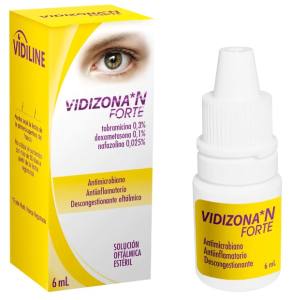 VIDILINE
VIDIZONA*N
FORTE
tobramicina 0,3%
dexametasona 0,1%
nafazolina 0,025%
Antimicrobiano
Antiinflamatorio
Descongestionante oftálmico
SOLUCIÓN
OFTÁLMICA
ESTÉRIL
6 mL
VIDIZONA*N
FORTE
Antimicrobiano
Antiinflamatorio
Descongestionante
6 mL